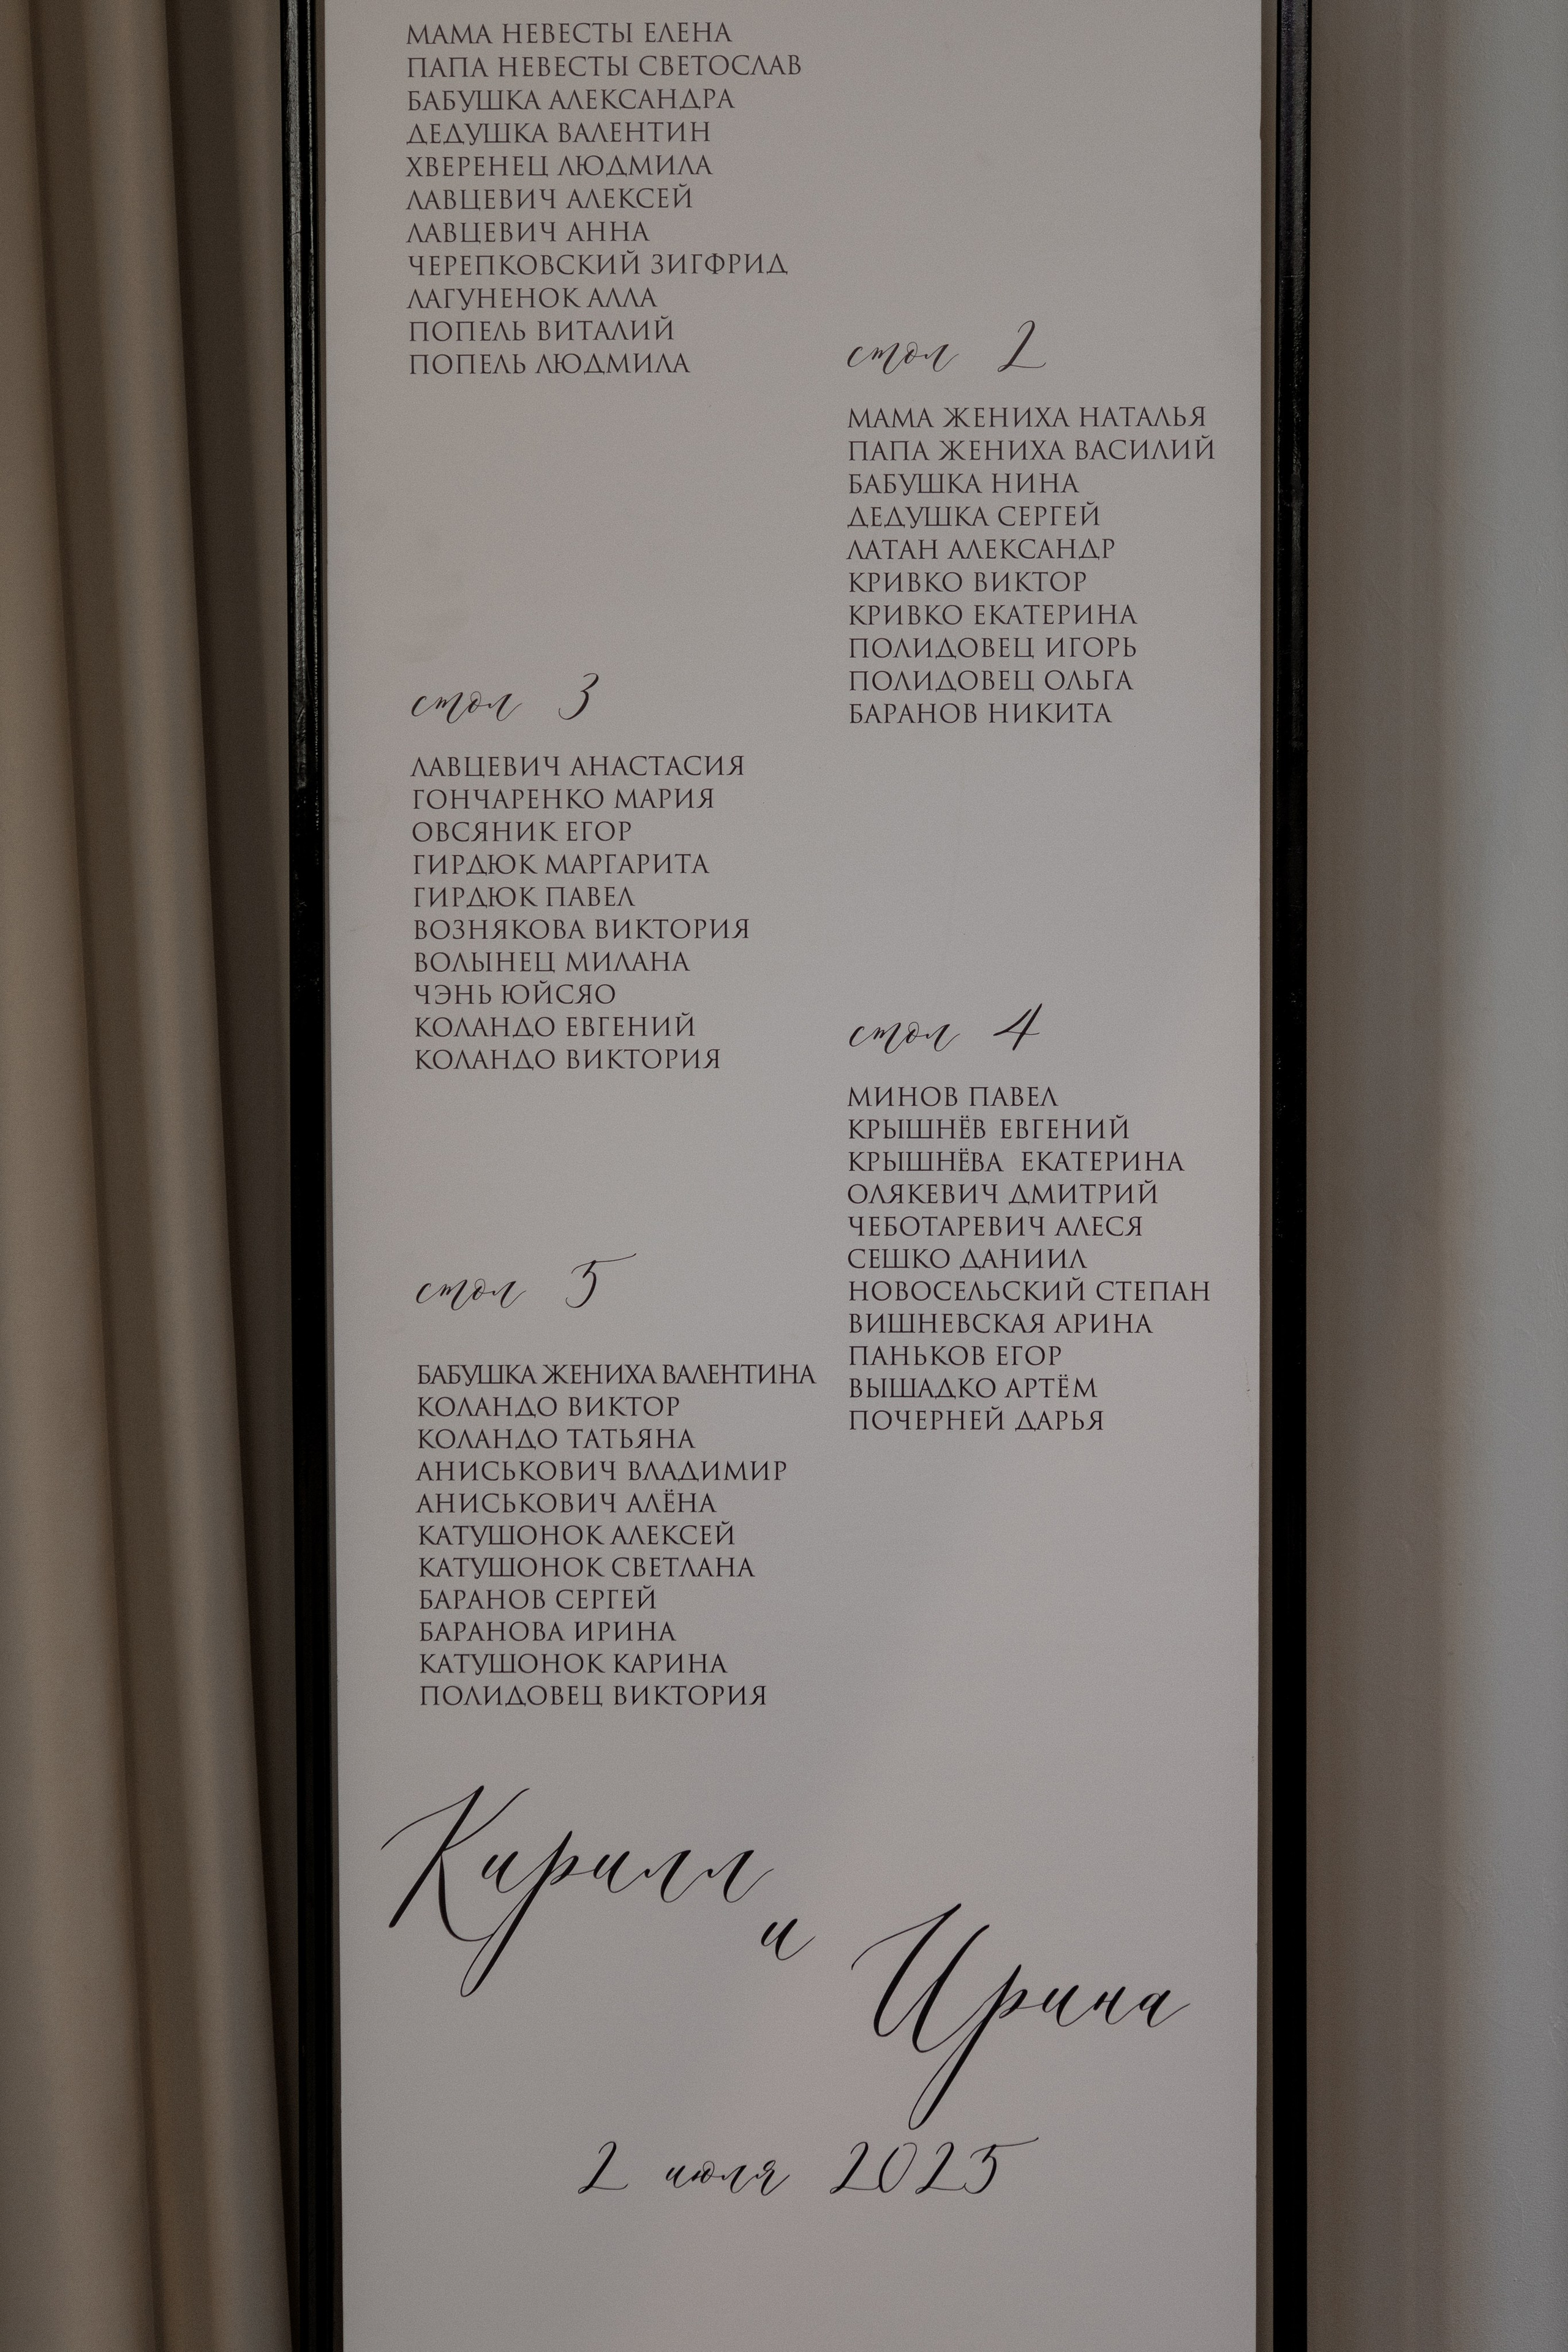 МАМА НЕВЕСТЫ ЕЛЕНА
ПАПА НЕВЕСТЫ СВЕТОСЛАВ
БАБУШКА АЛЕКСАНДРА
ДЕДУШКА ВАЛЕНТИН
ХВЕРЕНЕЦ ЛЮДМИЛА
ЛАВЦЕВИЧ АЛЕКСЕЙ
ЛАВЦЕВИЧ АННА
ЧЕРЕПКОВСКИЙ ЗИГФРИД
ЛАГУНЕНОК АЛЛА
ПОПЕЛЬ ВИТАЛИЙ
ПОПЕЛЬ ЛЮДМИЛА
стол 2
МАМА ЖЕНИХА НАТАЛЬЯ
ПАПА ЖЕНИХА ВАСИЛИЙ
БАБУШКА НИНА
ДЕДУШКА СЕРГЕЙ
ЛАТАН АЛЕКСАНДР
КРИВКО ВИКТОР
КРИВКО ЕКАТЕРИНА
ПОЛИДОВЕЦ ИГОРЬ
ПОЛИДОВЕЦ ОЛЬГА
БАРАНОВ НИКИТА
стол 3
ЛАВЦЕВИЧ АНАСТАСИЯ
ГОНЧАРЕНКО МАРИЯ
ОВСЯНИК ЕГОР
ГИРДЮК МАРГАРИТА
ГИРДЮК ПАВЕЛ
ВОЗНЯКОВА ВИКТОРИЯ
ВОЛЫНЕЦ МИЛАНА
ЧЭНЬ ЮЙСЯО
КОЛАНДО ЕВГЕНИЙ
КОЛАНДО ВИКТОРИЯ
стол 4
МИНОВ ПАВЕЛ
КРЫШНЁВ ЕВГЕНИЙ
КРЫШНЁВА ЕКАТЕРИНА
ОЛЯКЕВИЧ ДМИТРИЙ
ЧЕБОТАРЕВИЧ АЛЕСЯ
СЕШКО ДАНИИЛ
НОВОСЕЛЬСКИЙ СТЕПАН
ВИШНЕВСКАЯ АРИНА
ПАНЬКОВ ЕГОР
ВЫШАДКО АРТЁМ
ПОЧЕРНЕЙ ДАРЬЯ
стол 5
БАБУШКА ЖЕНИХА ВАЛЕНТИНА
КОЛАНДО ВИКТОР
КОЛАНДО ТАТЬЯНА
АНИСЬКОВИЧ ВЛАДИМИР
АНИСЬКОВИЧ АЛЁНА
КАТУШОНОК АЛЕКСЕЙ
КАТУШОНОК СВЕТЛАНА
БАРАНОВ СЕРГЕЙ
БАРАНОВА ИРИНА
КАТУШОНОК КАРИНА
ПОЛИДОВЕЦ ВИКТОРИЯ
Кирилл
и
Ирина
2 июля 2025